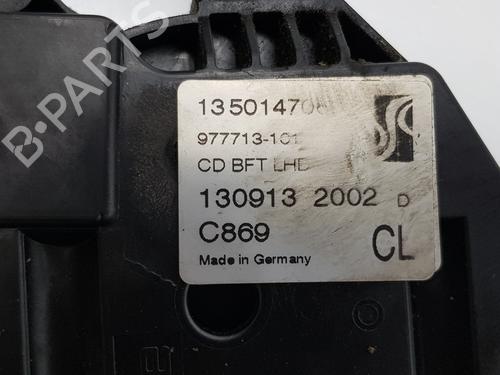 13501470
977713-101
CD BFT LHD
130913 2002 D
C869
CL
Made in Germany
B-PARTS